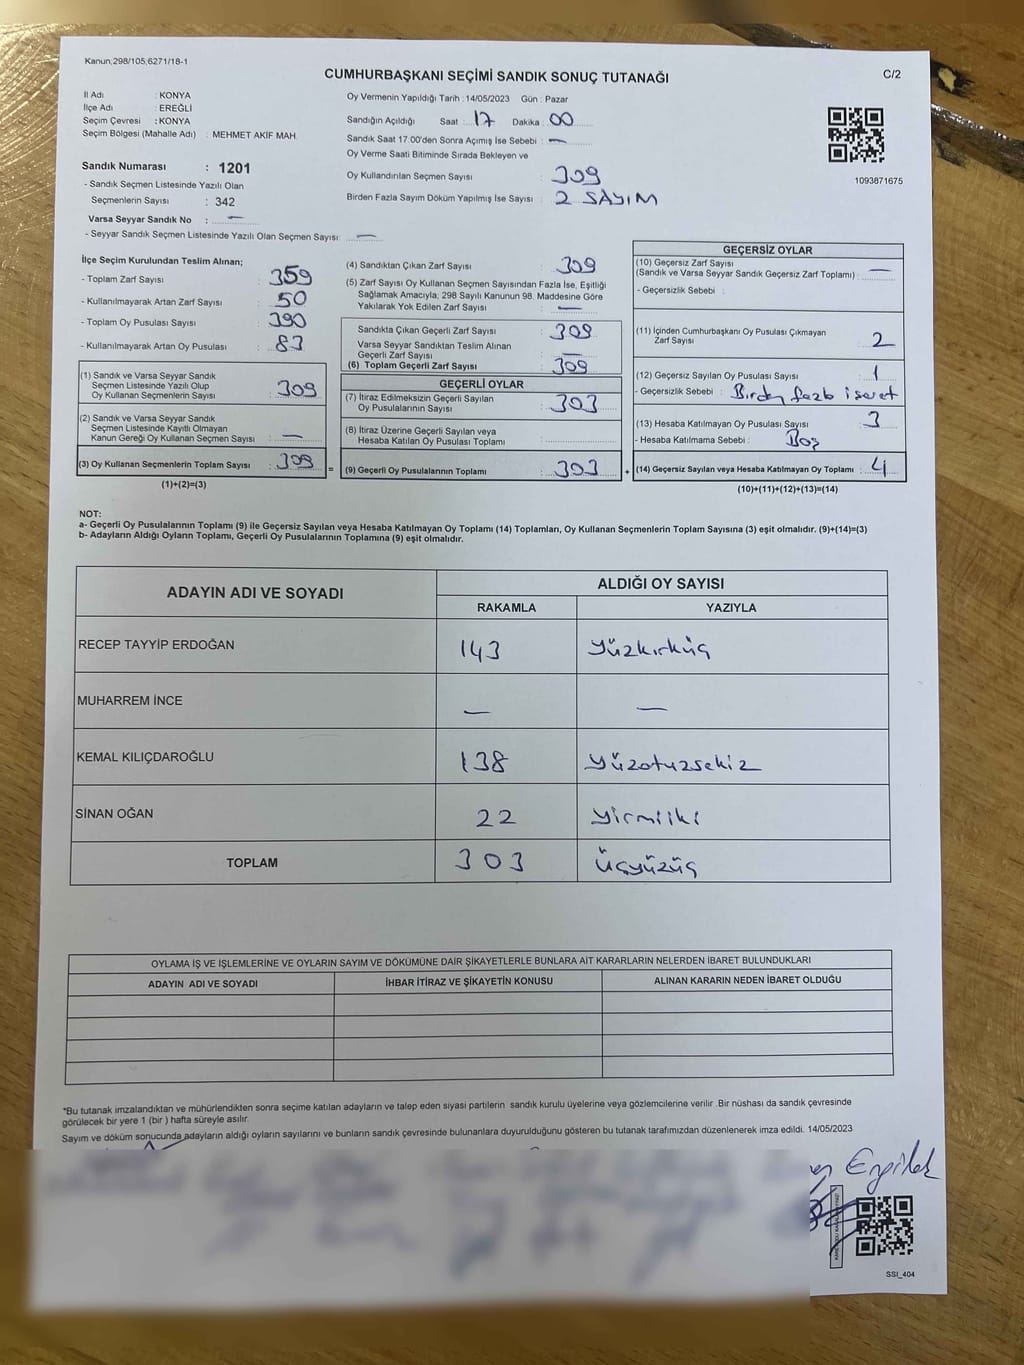 Kanun;298/105;6271/18-1
CUMHURBAŞKANI SEÇİMİ SANDIK SONUÇ TUTANAĞI
C/2
İl Adı : KONYA
İlçe Adı : EREĞLİ
Seçim Çevresi : KONYA
Seçim Bölgesi (Mahalle Adı) : MEHMET AKİF MAH
Sandık Numarası : 1201
- Sandık Seçmen Listesinde Yazılı Olan
Seçmenlerin Sayısı : 342
Varsa Seyyar Sandık No : —
- Seyyar Sandık Seçmen Listesinde Yazılı Olan Seçmen Sayısı: —
Oy Vermenin Yapıldığı Tarih : 14/05/2023 Gün : Pazar
Sandığın Açıldığı Saat : 17 Dakika : 00
Sandık Saat 17.00'den Sonra Açmış İse Sebebi : —
Oy Verme Saati Bitiminde Sırada Bekleyen ve
Oy Kullandırılan Seçmen Sayısı : 309
Birden Fazla Sayım Döküm Yapılmış İse Sayısı : 2 SAYIM
1093871675
İlçe Seçim Kurulundan Teslim Alınan;
- Toplam Zarf Sayısı : 359
- Kullanılmayarak Artan Zarf Sayısı : 50
- Toplam Oy Pusulası Sayısı : 390
- Kullanılmayarak Artan Oy Pusulası : 83
(1) Sandık ve Varsa Seyyar Sandık
Seçmen Listesinde Yazılı Olup
Oy Kullanan Seçmenlerin Sayısı : 309
(2) Sandık ve Varsa Seyyar Sandık
Seçmen Listesinde Kayıtlı Olmayan
Kanun Gereği Oy Kullanan Seçmen Sayısı : —
(3) Oy Kullanan Seçmenlerin Toplam Sayısı : 309
(1)+(2)=(3)
(4) Sandıktan Çıkan Zarf Sayısı : 309
(5) Zarf Sayısı Oy Kullanan Seçmen Sayısından Fazla İse, Eşitliği
Sağlamak Amacıyla, 298 Sayılı Kanunun 98. Maddesine Göre
Yakılarak Yok Edilen Zarf Sayısı : —
Sandıkta Çıkan Geçerli Zarf Sayısı : 309
Varsa Seyyar Sandıktan Teslim Alınan
Geçerli Zarf Sayısı : —
(6) Toplam Geçerli Zarf Sayısı : 309
GEÇERLİ OYLAR
(7) İtiraz Edilmeksizin Geçerli Sayılan
Oy Pusulalarının Sayısı : 303
(8) İtiraz Üzerine Geçerli Sayılan veya
Hesaba Katılan Oy Pusulası Toplamı :
(9) Geçerli Oy Pusulalarının Toplamı : 303
GEÇERSİZ OYLAR
(10) Geçersiz Zarf Sayısı
(Sandık ve Varsa Seyyar Sandık Geçersiz Zarf Toplamı) : —
- Geçersizlik Sebebi :
(11) İçinden Cumhurbaşkanı Oy Pusulası Çıkmayan
Zarf Sayısı : 2
(12) Geçersiz Sayılan Oy Pusulası Sayısı : 1
- Geçersizlik Sebebi : Birden fazla işaret
(13) Hesaba Katılmayan Oy Pusulası Sayısı : 3
- Hesaba Katılmama Sebebi : Boş
(14) Geçersiz Sayılan veya Hesaba Katılmayan Oy Toplamı : 4
(10)+(11)+(12)+(13)=(14)
NOT:
a- Geçerli Oy Pusulalarının Toplamı (9) ile Geçersiz Sayılan veya Hesaba Katılmayan Oy Toplamı (14) Toplamları, Oy Kullanan Seçmenlerin Toplam Sayısına (3) eşit olmalıdır. (9)+(14)=(3)
b- Adayların Aldığı Oyların Toplamı, Geçerli Oy Pusulalarının Toplamına (9) eşit olmalıdır.
ADAYIN ADI VE SOYADI
ALDIĞI OY SAYISI
RAKAMLA YAZIYLA
RECEP TAYYİP ERDOĞAN 143 Yüzkırküç
MUHARREM İNCE — —
KEMAL KILIÇDAROĞLU 138 Yüzotuzsekiz
SİNAN OĞAN 22 Yirmiiki
TOPLAM 303 Üçyüzüç
OYLAMA İŞ VE İŞLEMLERİNE VE OYLARIN SAYIM VE DÖKÜMÜNE DAİR ŞİKAYETLERLE BUNLARA AİT KARARLARIN NELERDEN İBARET BULUNDUKLARI
ADAYIN ADI VE SOYADI İHBAR İTİRAZ VE ŞİKAYETİN KONUSU ALINAN KARARIN NEDEN İBARET OLDUĞU
*Bu tutanak imzalandıktan ve mühürlendikten sonra seçime katılan adayların ve talep eden siyasi partilerin sandık kurulu üyelerine veya gözlemcilerine verilir .Bir nüshası da sandık çevresinde
görülecek bir yere 1 (bir ) hafta süreyle asılır.
Sayım ve döküm sonucunda adayların aldığı oyların sayılarını ve bunların sandık çevresinde bulunanlara duyurulduğunu gösteren bu tutanak tarafımızdan düzenlenerek imza edildi. 14/05/2023
SSI_404